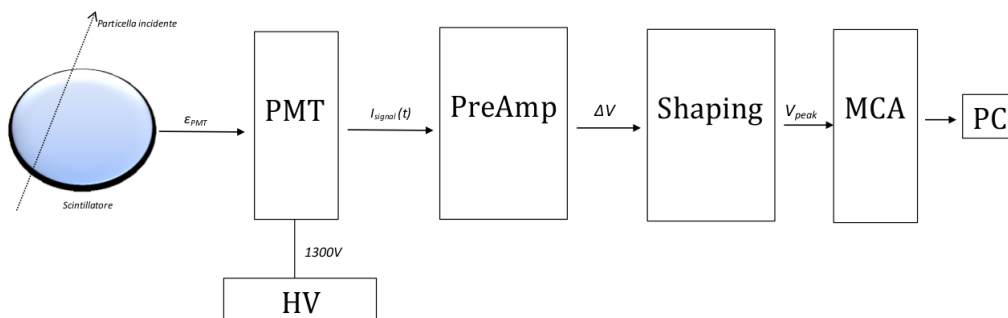 Particella incidente
Scintillatore
ε_PMT
PMT
I_signal(t)
PreAmp
ΔV
Shaping
V_peak
MCA
PC
1300V
HV